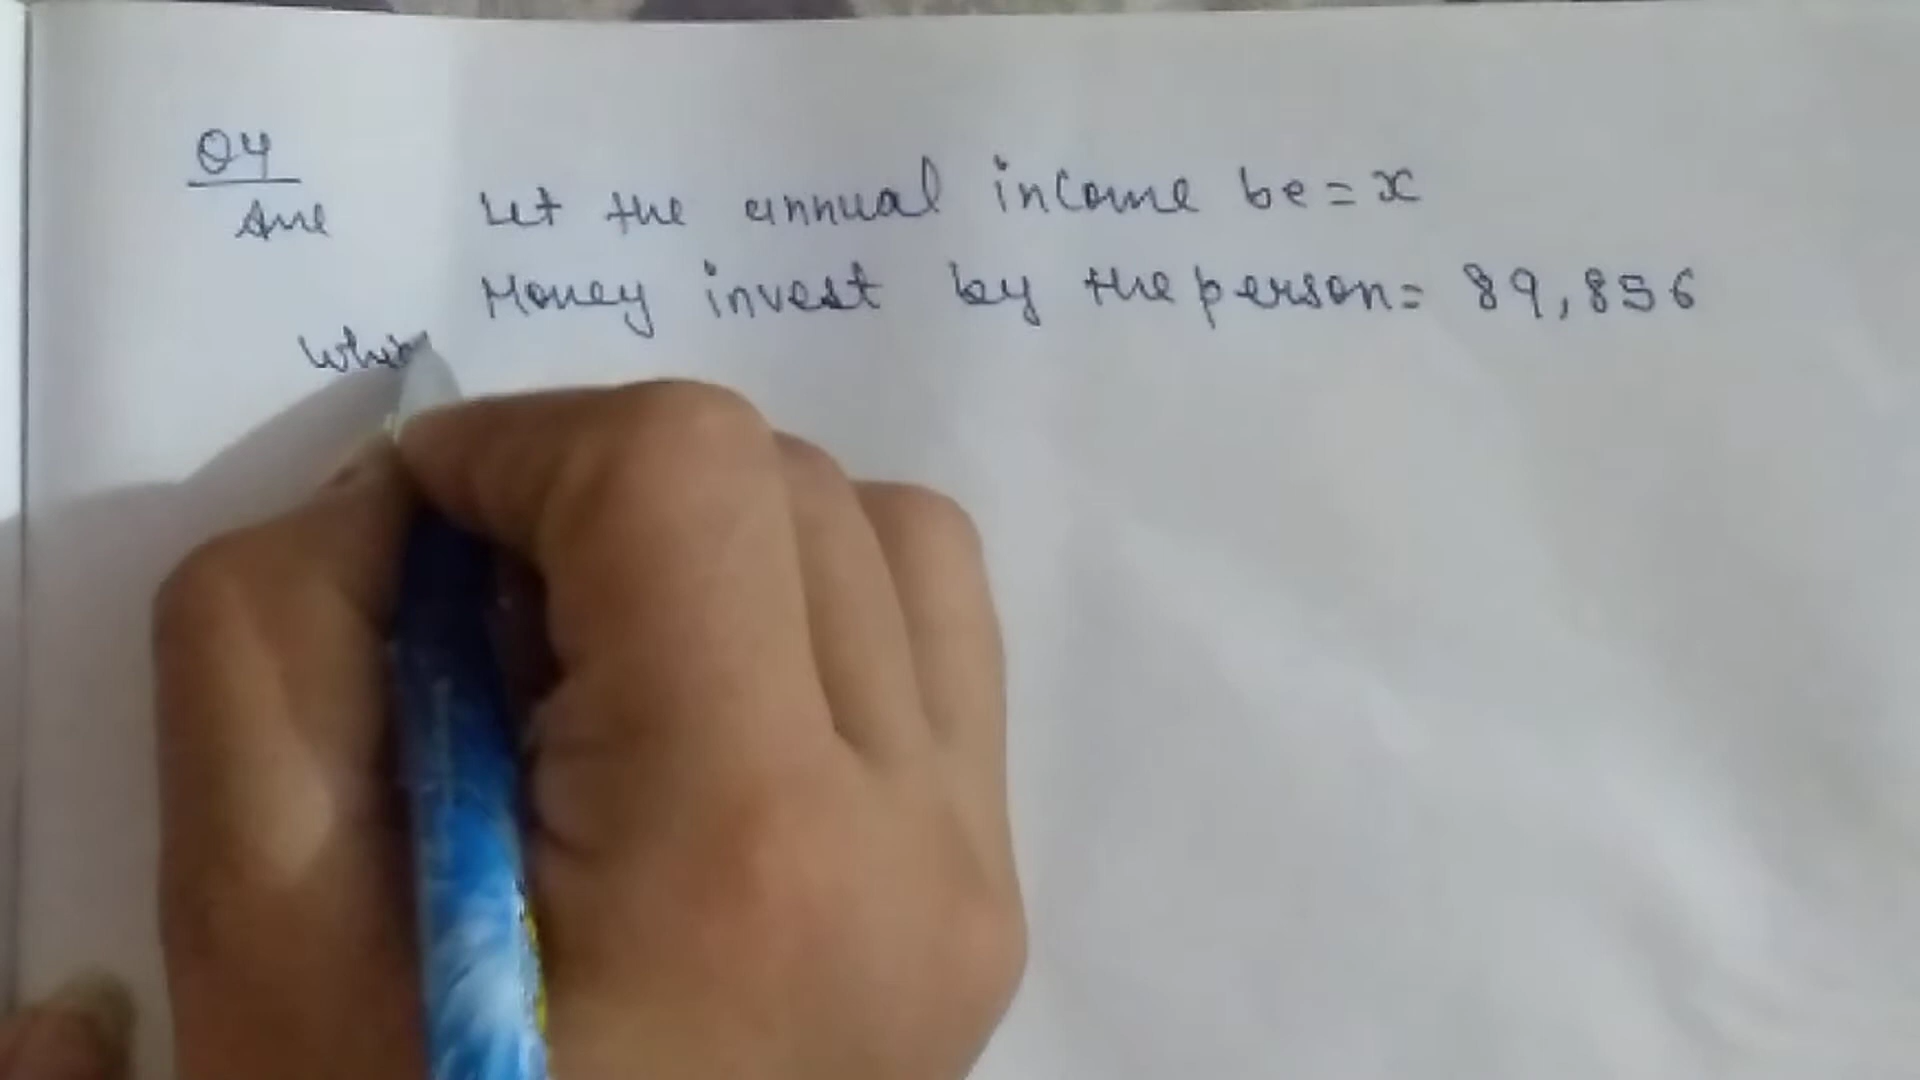 Q4
Ans Let the annual income be = x
Money invest by the person = 89,856